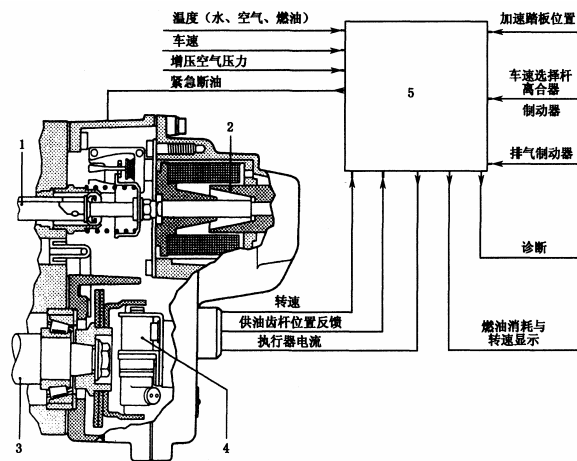 温度（水、空气、燃油）
车速
增压空气压力
紧急断油
5
加速踏板位置
车速选择杆
离合器
制动器
排气制动器
1
2
诊断
转速
供油齿杆位置反馈
执行器电流
燃油消耗与
转速显示
3
4